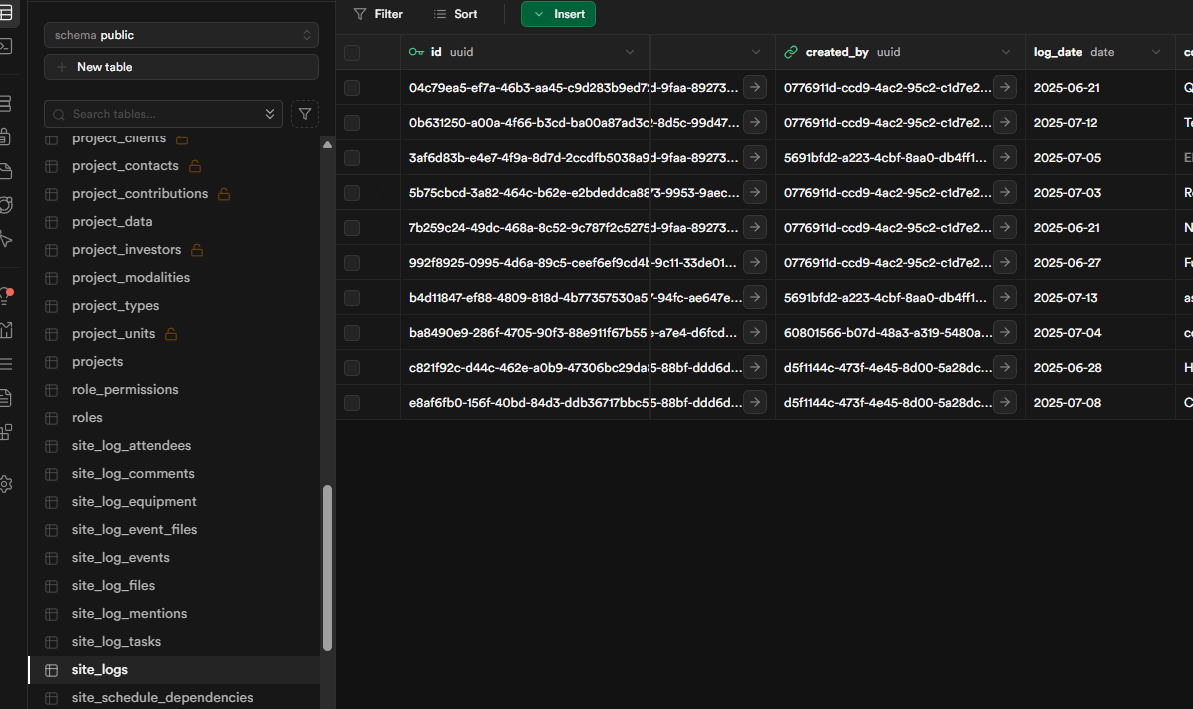 schema public
New table
Search tables...
project_clients
project_contacts
project_contributions
project_data
project_investors
project_modalities
project_types
project_units
projects
role_permissions
roles
site_log_attendees
site_log_comments
site_log_equipment
site_log_event_files
site_log_events
site_log_files
site_log_mentions
site_log_tasks
site_logs
site_schedule_dependencies
Filter Sort Insert
id uuid created_by uuid log_date date co
04c79ea5-ef7a-46b3-aa45-c9d283b9ed7 d-9faa-89273... 0776911d-ccd9-4ac2-95c2-c1d7e2... 2025-06-21
0b631250-a00a-4f66-b3cd-ba00a87ad3c -8d5c-99d47... 0776911d-ccd9-4ac2-95c2-c1d7e2... 2025-07-12
3af6d83b-e4e7-4f9a-8d7d-2ccdfb5038a9 d-9faa-89273... 5691bfd2-a223-4cbf-8aa0-db4ff1... 2025-07-05
5b75cbcd-3a82-464c-b62e-e2bdeddca88 73-9953-9aec... 0776911d-ccd9-4ac2-95c2-c1d7e2... 2025-07-03
7b259c24-49dc-468a-8c52-9c787f2c5275 d-9faa-89273... 0776911d-ccd9-4ac2-95c2-c1d7e2... 2025-06-21
992f8925-0995-4d6a-89c5-ceef6ef9cd4 -9c11-33de01... 0776911d-ccd9-4ac2-95c2-c1d7e2... 2025-06-27
b4d11847-ef88-4809-818d-4b77357530a5 -94fc-ae647e... 5691bfd2-a223-4cbf-8aa0-db4ff1... 2025-07-13
ba8490e9-286f-4705-90f3-88e911f67b55 -a7e4-d6fcd... 60801566-b07d-48a3-a319-5480a... 2025-07-04
c821f92c-d44c-462e-a0b9-47306bc29da 5-88bf-ddd6d... d5f1144c-473f-4e45-8d00-5a28dc... 2025-06-28
e8af6fb0-156f-40bd-84d3-ddb36717bbc5 5-88bf-ddd6d... d5f1144c-473f-4e45-8d00-5a28dc... 2025-07-08